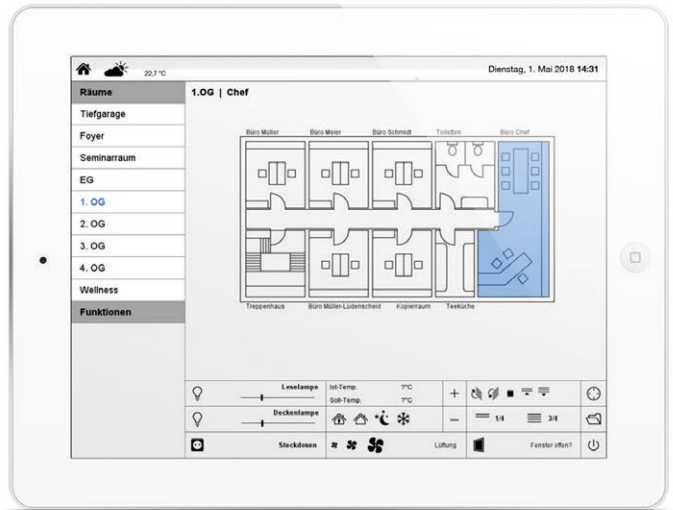 22,7 °C
Dienstag, 1. Mai 2018 14:31
Räume
1.OG | Chef
Tiefgarage
Foyer
Seminarraum
EG
1. OG
2. OG
3. OG
4. OG
Wellness
Funktionen
Büro Müller Büro Meier Büro Schmidt Toiletten Büro Chef
Treppenhaus Büro Müller-Lüdenscheid Kopierraum Teeküche
Leselampe Ist-Temp. ?°C +
Soll-Temp. ?°C
Deckenlampe − 1/4 3/4
Steckdosen Lüftung Fenster offen?